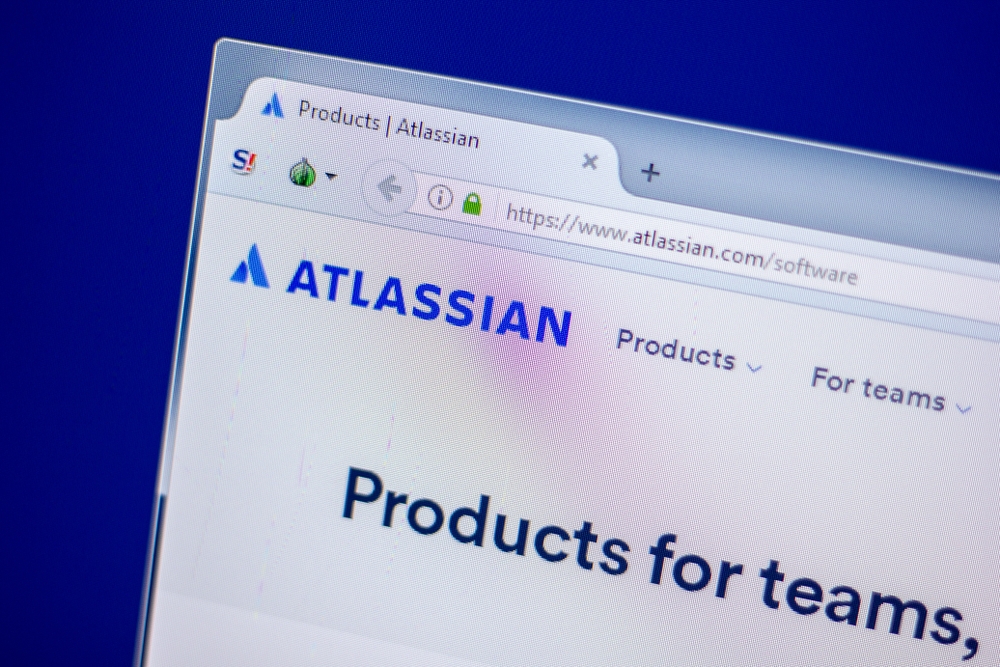 Products | Atlassian
S!
https://www.atlassian.com/software
ATLASSIAN
Products
For teams
Products for teams,